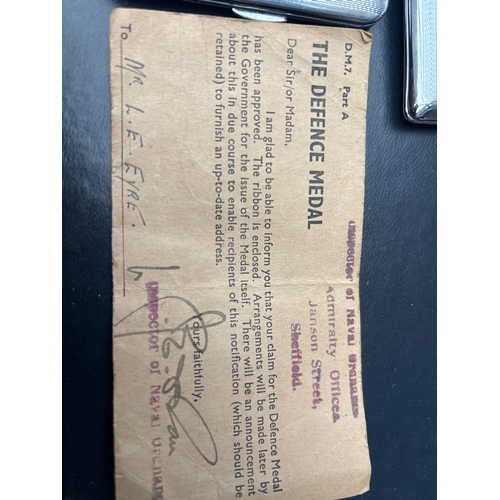 D.M.7. Part A
Inspector of Naval Ordnance
Admiralty Offices
Janson Street,
Sheffield.
THE DEFENCE MEDAL
Dear Sir/or Madam,
I am glad to be able to inform you that your claim for the Defence Medal
has been approved. The ribbon is enclosed. Arrangements will be made later by
the Government for the issue of the Medal itself. There will be an announcement
about this in due course to enable recipients of this notification (which should be
retained) to furnish an up-to-date address.
Yours faithfully,
Inspector of Naval Ordnance
To MR. L. E. EYRE.